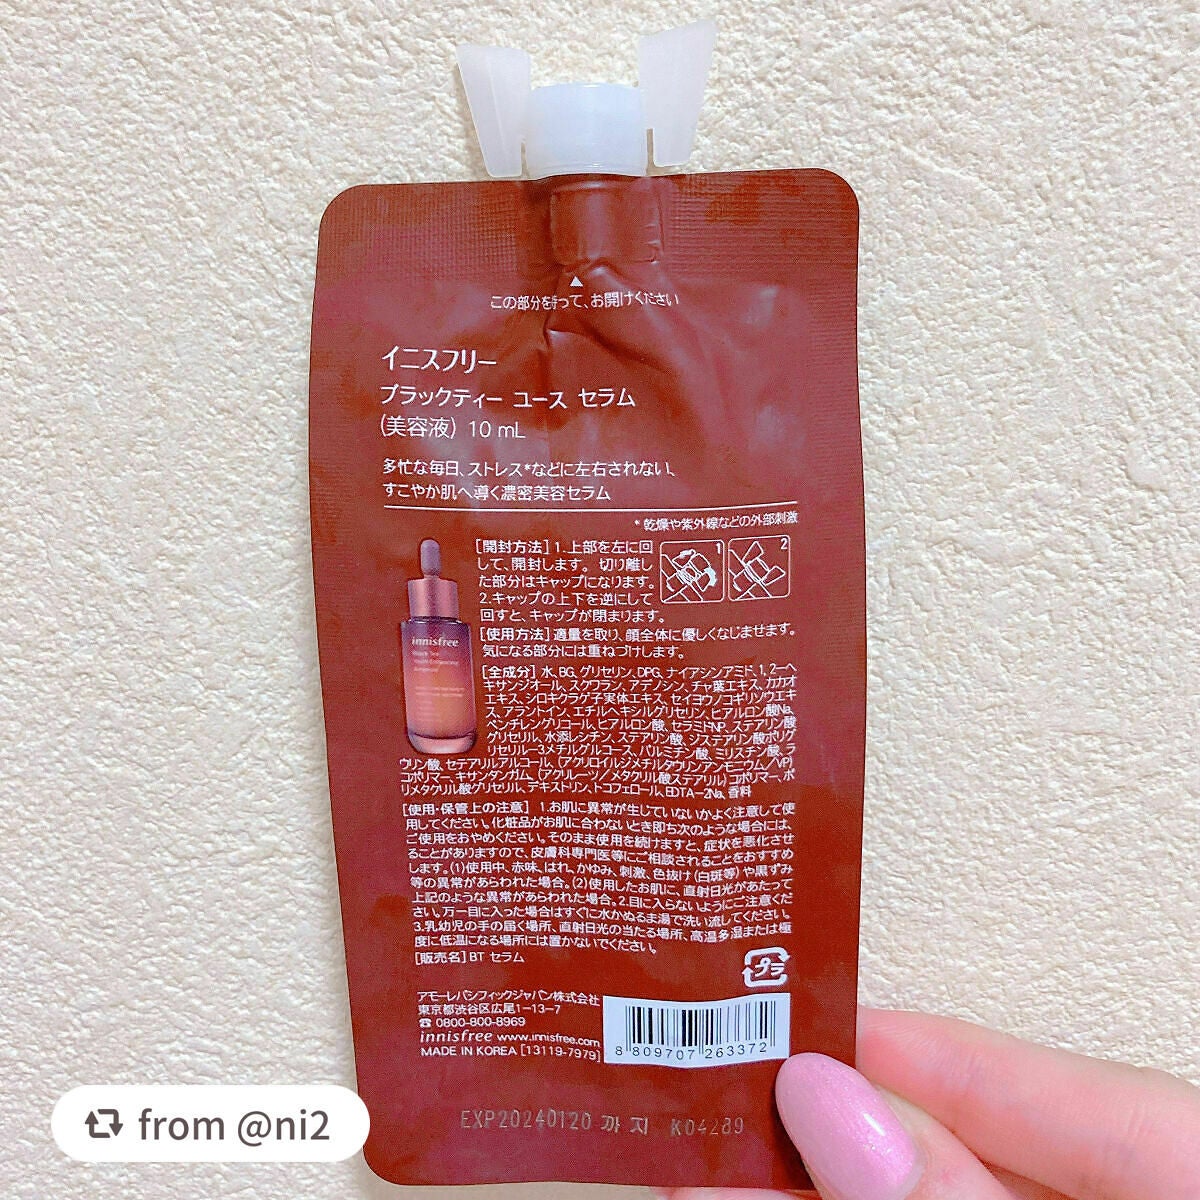 この部分を持って、お開けください
イニスフリー
ブラックティー ユース セラム
(美容液) 10 mL
多忙な毎日、ストレス*などに左右されない、
すこやか肌へ導く濃密美容セラム
* 乾燥や紫外線などの外部刺激
[開封方法] 1.上部を左に回
して、開封します。 切り離し
た部分はキャップになります。
2.キャップの上下を逆にして
回すと、キャップが閉まります。
1
2
[使用方法] 適量を取り、顔全体に優しくなじませます。
気になる部分には重ねづけします。
innisfree
Black Tea
Youth Enhancing
Ampoule
[全成分] 水、BG、グリセリン、DPG、ナイアシンアミド、1,2-ヘ
キサンジオール、スクワラン、アデノシン、チャ葉エキス、カカオ
エキス、シロキクラゲ子実体エキス、セイヨウノコギリソウエキ
ス、アラントイン、エチルヘキシルグリセリン、ヒアルロン酸Na、
ペンチレングリコール、ヒアルロン酸、セラミドNP、ステアリン酸
グリセリル、水添レシチン、ステアリン酸、ジステアリン酸ポリグ
リセリル-3メチルグルコース、パルミチン酸、ミリスチン酸、ラ
ウリン酸、セテアリルアルコール、(アクリロイルジメチルタウリンアンモニウム/VP)
コポリマー、キサンタンガム、(アクリレーツ/メタクリル酸ステアリル)コポリマー、ポ
リメタクリル酸グリセリル、デキストリン、トコフェロール、EDTA-2Na、香料
[使用・保管上の注意] 1.お肌に異常が生じていないかよく注意して使
用してください。化粧品がお肌に合わないとき即ち次のような場合には、
ご使用をおやめください。そのまま使用を続けますと、症状を悪化させ
ることがありますので、皮膚科専門医等にご相談されることをおすすめ
します。(1)使用中、赤味、はれ、かゆみ、刺激、色抜け(白斑等)や黒ずみ
等の異常があらわれた場合。(2)使用したお肌に、直射日光があたって
上記のような異常があらわれた場合。2.目に入らないようにご注意くだ
さい。万一目に入った場合はすぐに水かぬるま湯で洗い流してください。
3.乳幼児の手の届く場所、直射日光の当たる場所、高温多湿または極
度に低温になる場所には置かないでください。
[販売名] BT セラム
プラ
アモーレパシフィックジャパン株式会社
東京都渋谷区広尾1-13-7
☎ 0800-800-8969
innisfree www.innisfree.com
MADE IN KOREA [13119-7979]
8 809707 263372
EXP20240120 까지 K04289
from @ni2